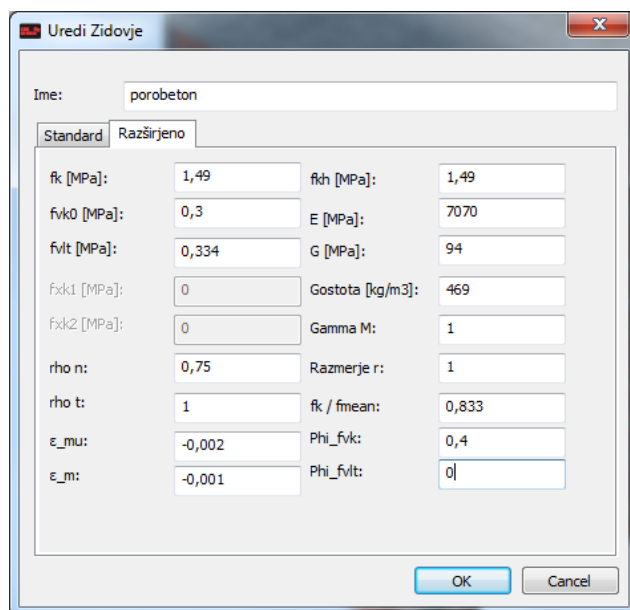 Uredi Zidovje
Ime: porobeton
Standard Razširjeno
fk [MPa]: 1,49 fkh [MPa]: 1,49
fvk0 [MPa]: 0,3 E [MPa]: 7070
fvlt [MPa]: 0,334 G [MPa]: 94
fxk1 [MPa]: 0 Gostota [kg/m3]: 469
fxk2 [MPa]: 0 Gamma M: 1
rho n: 0,75 Razmerje r: 1
rho t: 1 fk / fmean: 0,833
ε_mu: -0,002 Phi_fvk: 0,4
ε_m: -0,001 Phi_fvlt: 0
OK Cancel